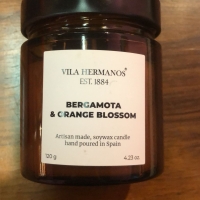 VILA HERMANOS®
EST. 1884
BERGAMOTA
& ORANGE BLOSSOM
Artisan made, soywax candle
hand poured in Spain
120 g 4.23 oz